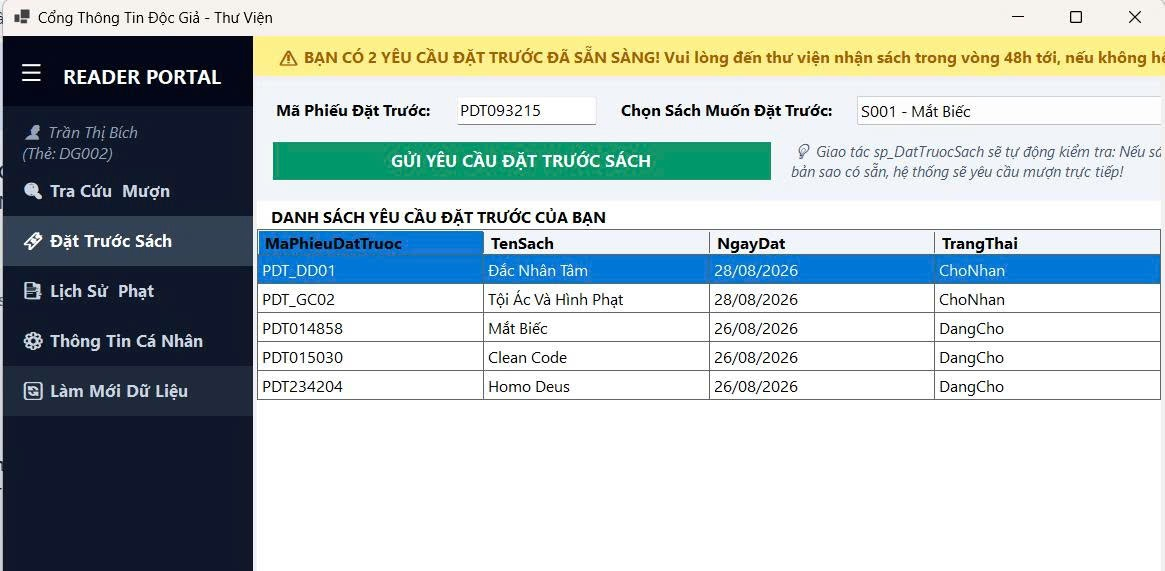 Cổng Thông Tin Độc Giả - Thư Viện
READER PORTAL
Trần Thị Bích
(Thẻ: DG002)
Tra Cứu Mượn
Đặt Trước Sách
Lịch Sử Phạt
Thông Tin Cá Nhân
Làm Mới Dữ Liệu
BẠN CÓ 2 YÊU CẦU ĐẶT TRƯỚC ĐÃ SẴN SÀNG! Vui lòng đến thư viện nhận sách trong vòng 48h tới, nếu không
Mã Phiếu Đặt Trước: PDT093215 Chọn Sách Muốn Đặt Trước: S001 - Mắt Biếc
GỬI YÊU CẦU ĐẶT TRƯỚC SÁCH
Giao tác sp_DatTruocSach sẽ tự động kiểm tra: Nếu
bản sao có sẵn, hệ thống sẽ yêu cầu mượn trực tiếp!
DANH SÁCH YÊU CẦU ĐẶT TRƯỚC CỦA BẠN
MaPhieuDatTruoc TenSach NgayDat TrangThai
PDT_DD01 Đắc Nhân Tâm 28/08/2026 ChoNhan
PDT_GC02 Tội Ác Và Hình Phạt 28/08/2026 ChoNhan
PDT014858 Mắt Biếc 26/08/2026 DangCho
PDT015030 Clean Code 26/08/2026 DangCho
PDT234204 Homo Deus 26/08/2026 DangCho